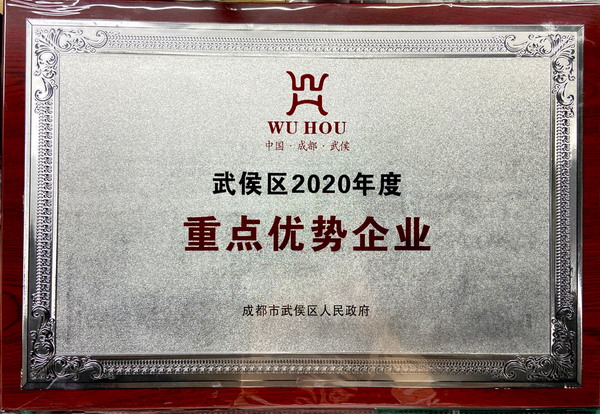 WU HOU
中国·成都·武侯
武侯区2020年度
重点优势企业
成都市武侯区人民政府